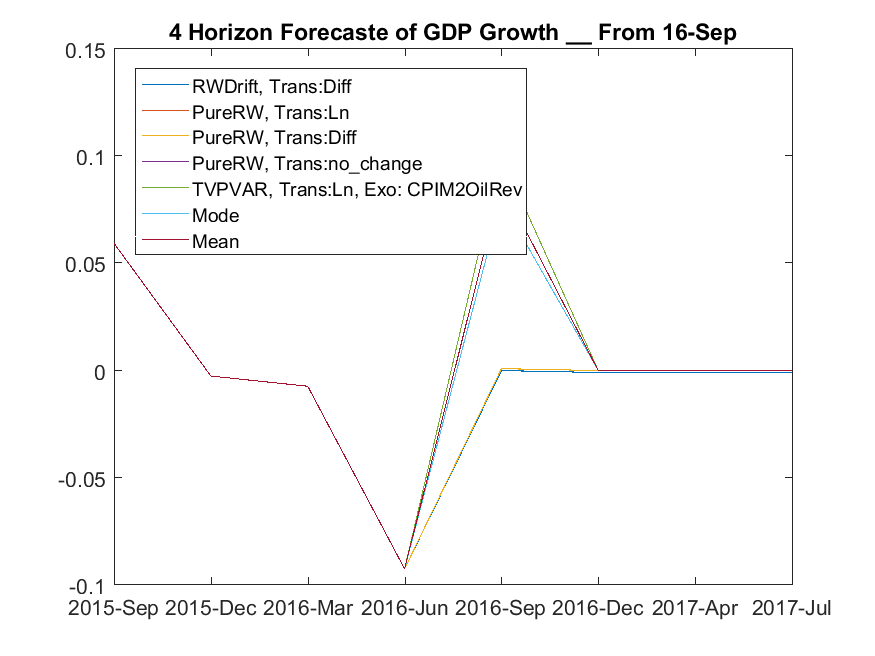 4 Horizon Forecaste of GDP Growth __ From 16-Sep
0.15
0.1
0.05
0
-0.05
-0.1
RWDrift, Trans:Diff
PureRW, Trans:Ln
PureRW, Trans:Diff
PureRW, Trans:no_change
TVPVAR, Trans:Ln, Exo: CPIM2OilRev
Mode
Mean
2015-Sep 2015-Dec 2016-Mar 2016-Jun 2016-Sep 2016-Dec 2017-Apr 2017-Jul